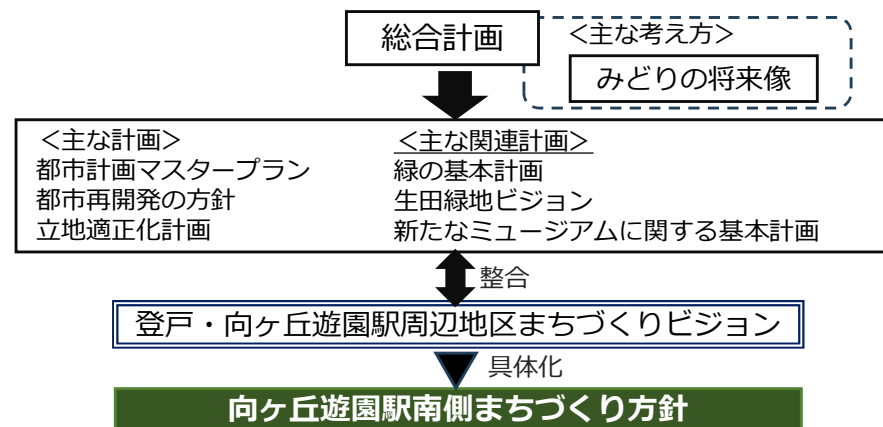 総合計画
＜主な考え方＞
みどりの将来像
＜主な計画＞
都市計画マスタープラン
都市再開発の方針
立地適正化計画
＜主な関連計画＞
緑の基本計画
生田緑地ビジョン
新たなミュージアムに関する基本計画
整合
登戸・向ヶ丘遊園駅周辺地区まちづくりビジョン
具体化
向ヶ丘遊園駅南側まちづくり方針